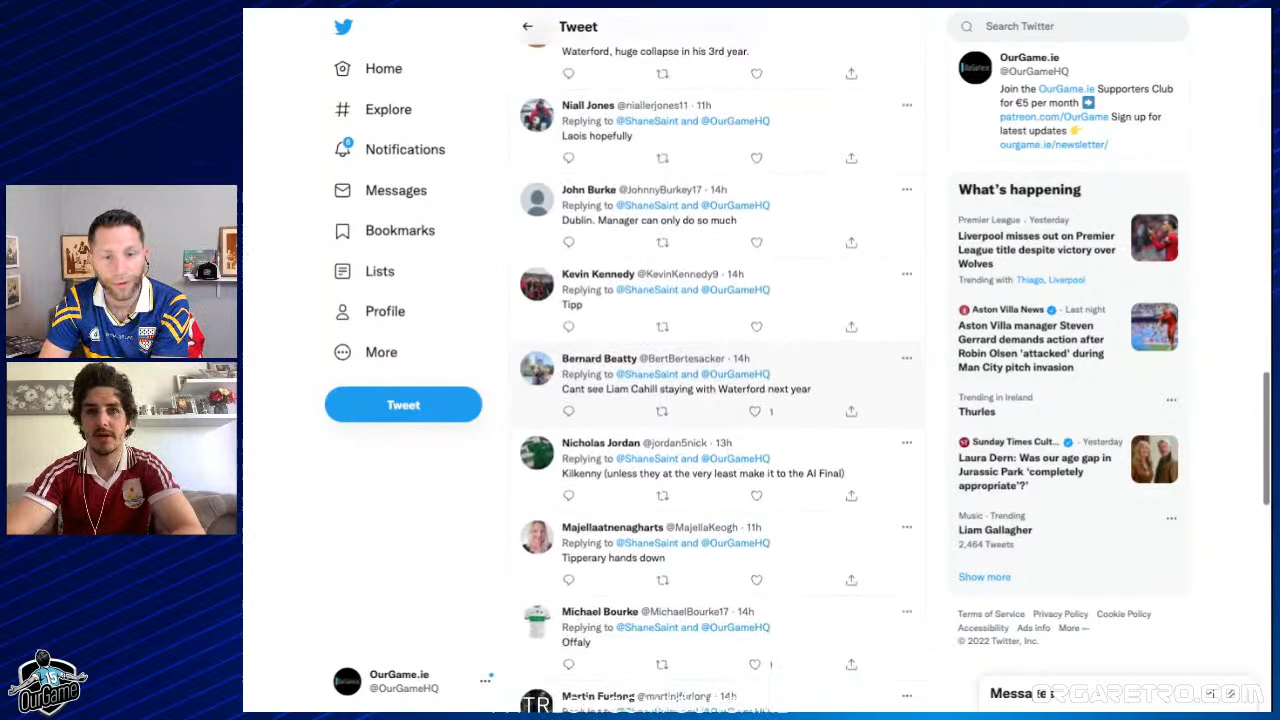 Home
Explore
6
Notifications
Messages
Bookmarks
Lists
Profile
More
Tweet
OurGame.ie
@OurGameHQ
15
OurGame
Tweet
Waterford, huge collapse in his 3rd year.
Niall Jones @niallerjones11 · 11h
Replying to @ShaneSaint and @OurGameHQ
Laois hopefully
John Burke @JohnnyBurkey17 · 14h
Replying to @ShaneSaint and @OurGameHQ
Dublin. Manager can only do so much
Kevin Kennedy @KevinKennedy9 · 14h
Replying to @ShaneSaint and @OurGameHQ
Tipp
Bernard Beatty @BertBertesacker · 14h
Replying to @ShaneSaint and @OurGameHQ
Cant see Liam Cahill staying with Waterford next year
1
Nicholas Jordan @jordan5nick · 13h
Replying to @ShaneSaint and @OurGameHQ
Kilkenny (unless they at the very least make it to the AI Final)
Majellaatnenagharts @MajellaKeogh · 11h
Replying to @ShaneSaint and @OurGameHQ
Tipperary hands down
Michael Bourke @MichaelBourke17 · 14h
Replying to @ShaneSaint and @OurGameHQ
Offaly
1
Martin Furlong @martinjfurlong · 14h
TR
Search Twitter
OurGame.ie
@OurGameHQ
Join the OurGame.ie Supporters Club
for €5 per month ➡️
patreon.com/OurGame Sign up for
latest updates 👉
ourgame.ie/newsletter/
What's happening
Premier League · Yesterday
Liverpool misses out on Premier
League title despite victory over
Wolves
Trending with Thiago, Liverpool
Aston Villa News · Last night
Aston Villa manager Steven
Gerrard demands action after
Robin Olsen 'attacked' during
Man City pitch invasion
Trending in Ireland
Thurles
Sunday Times Cult... · Yesterday
Laura Dern: Was our age gap in
Jurassic Park 'completely
appropriate'?'
Music · Trending
Liam Gallagher
2,464 Tweets
Show more
Terms of Service Privacy Policy Cookie Policy
Accessibility Ads info More
© 2022 Twitter, Inc.
Messages
ORGARETRO.COM